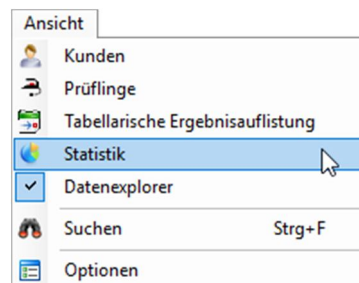 Ansicht
Kunden
Prüflinge
Tabellarische Ergebnisauflistung
Statistik
Datenexplorer
Suchen Strg+F
Optionen